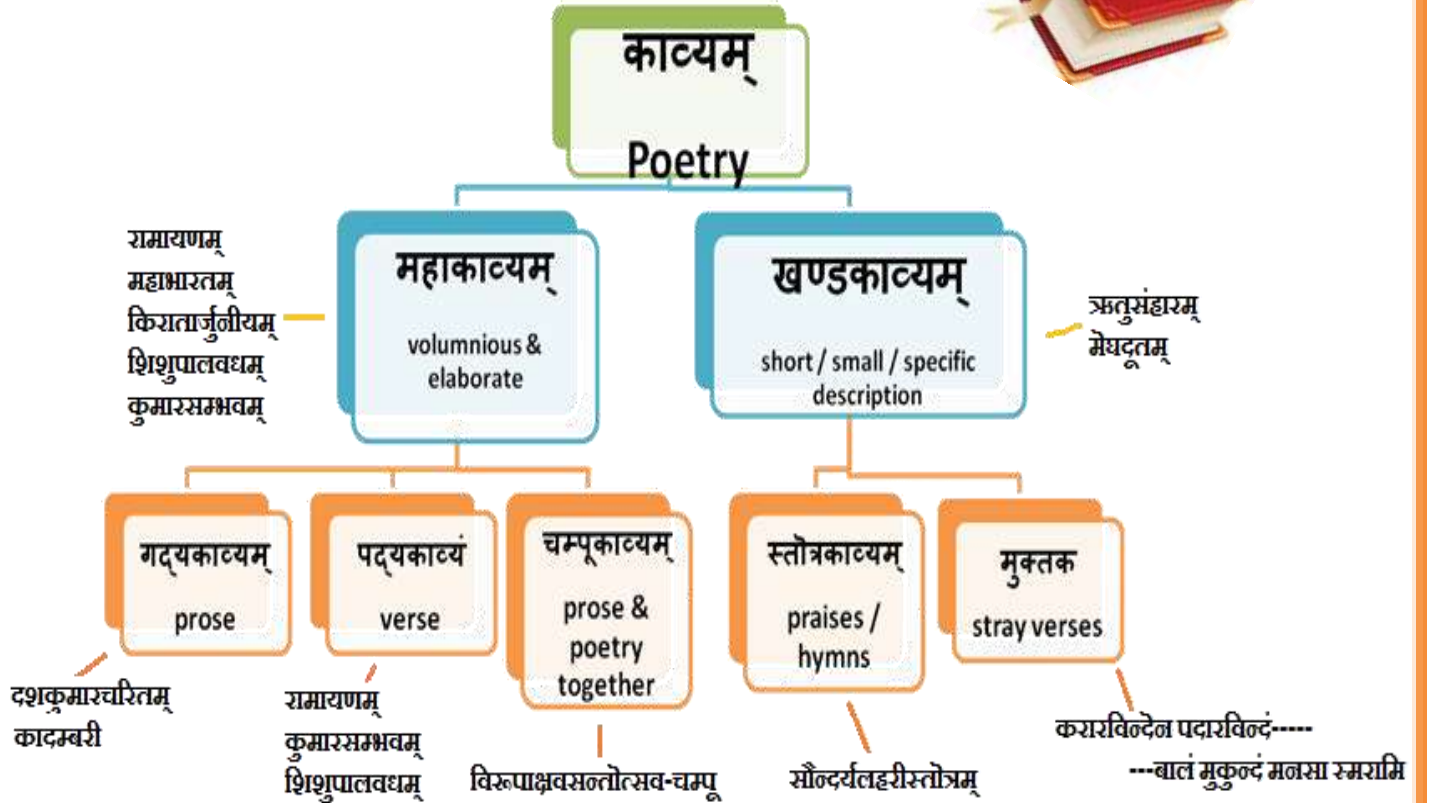 काव्यम्
Poetry
महाकाव्यम्
volumnious &
elaborate
खण्डकाव्यम्
short / small / specific
description
रामायणम्
महाभारतम्
किरातार्जुनीयम्
शिशुपालवधम्
कुमारसम्भवम्
ऋतुसंहारम्
मेघदूतम्
गद्यकाव्यम्
prose
पद्यकाव्यं
verse
चम्पूकाव्यम्
prose &
poetry
together
स्तॊत्रकाव्यम्
praises /
hymns
मुक्तक
stray verses
दशकुमारचरितम्
कादम्बरी
रामायणम्
कुमारसम्भवम्
शिशुपालवधम्
विरूपाक्षवसन्तॊत्सव-चम्पू
सौन्दर्यलहरीस्तॊत्रम्
करारविन्दॆन पदारविन्दं-----
---बालं मुकुन्दं मनसा स्मरामि